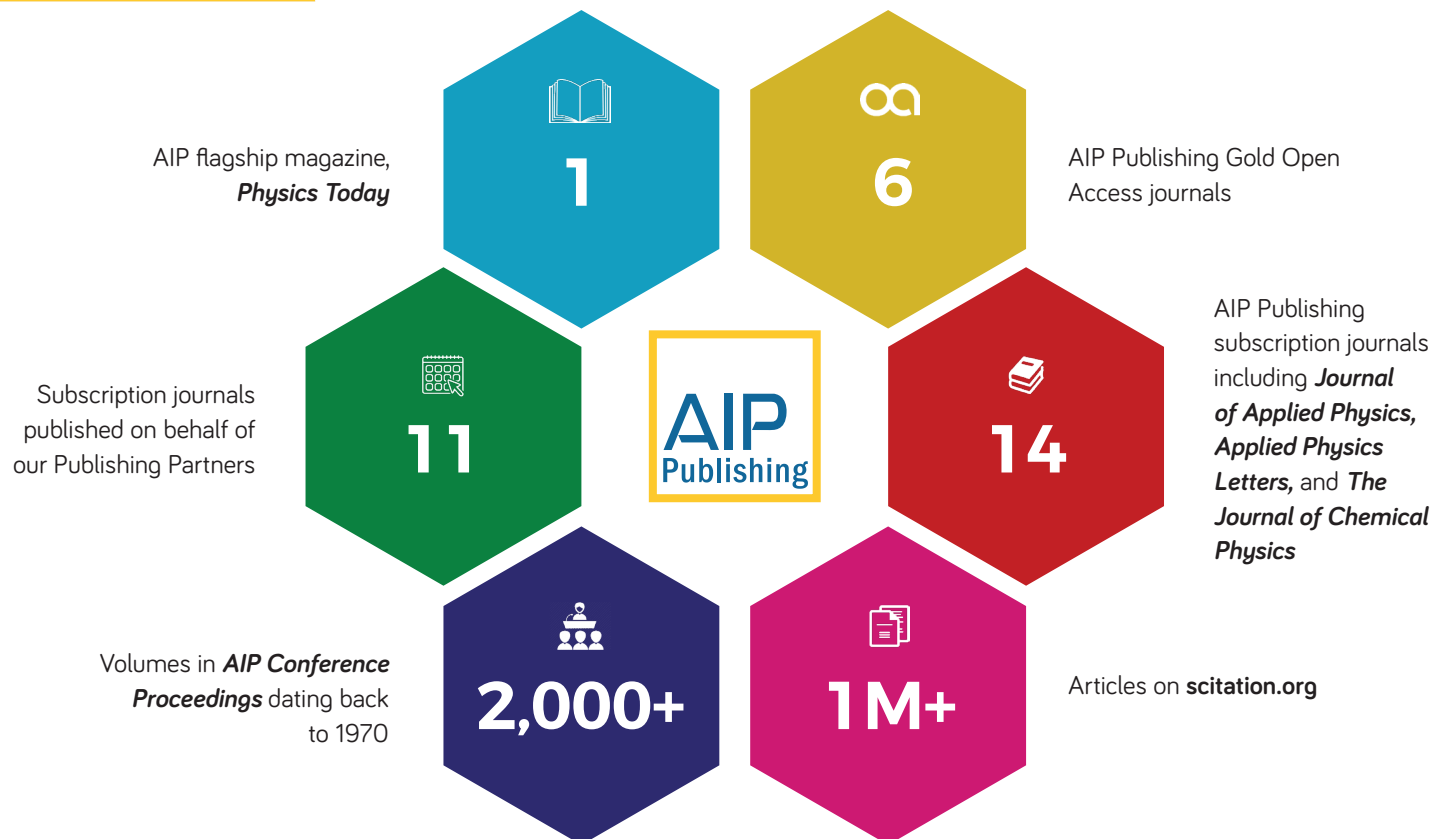 AIP flagship magazine,
Physics Today
1
6
AIP Publishing Gold Open
Access journals
Subscription journals
published on behalf of
our Publishing Partners
11
AIP
Publishing
14
AIP Publishing
subscription journals
including Journal
of Applied Physics,
Applied Physics
Letters, and The
Journal of Chemical
Physics
Volumes in AIP Conference
Proceedings dating back
to 1970
2,000+
1M+
Articles on scitation.org